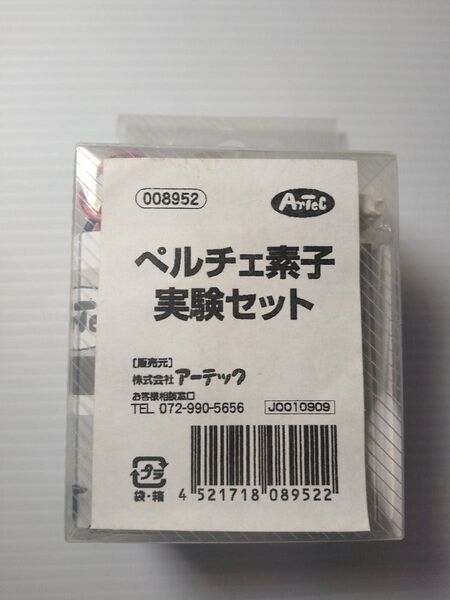 008952
ArTeC
ペルチェ素子
実験セット
[販売元]
株式会社 アーテック
お客様相談窓口
TEL 072-990-5656
J0010909
プラ
袋・箱
4 521718 089522